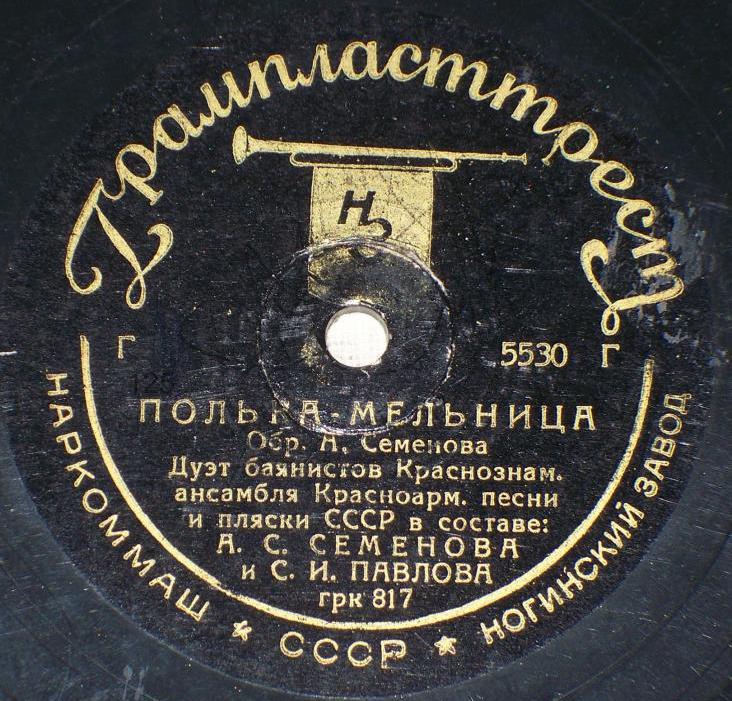 Грампласттрест
НЗ
Г 5530 Г
ПОЛЬКА-МЕЛЬНИЦА
Обр. А. Семенова
Дуэт баянистов Краснознам.
ансамбля Красноарм. песни
и пляски СССР в составе:
А. С. СЕМЕНОВА
и С. И. ПАВЛОВА
грк 817
НАРКОММАШ ★ СССР ★ НОГИНСКИЙ ЗАВОД